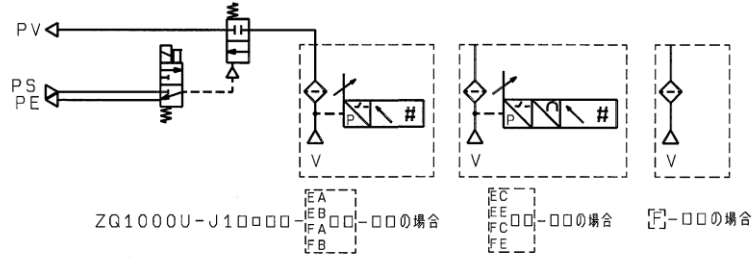 PV
PS
PE
P
#
V
P
#
V
V
ZQ1000U-J1□□□□-
EA
EB
FA
FB
□□-□□の場合
EC
EE
FC
FE
□□-□□の場合
F-□□の場合